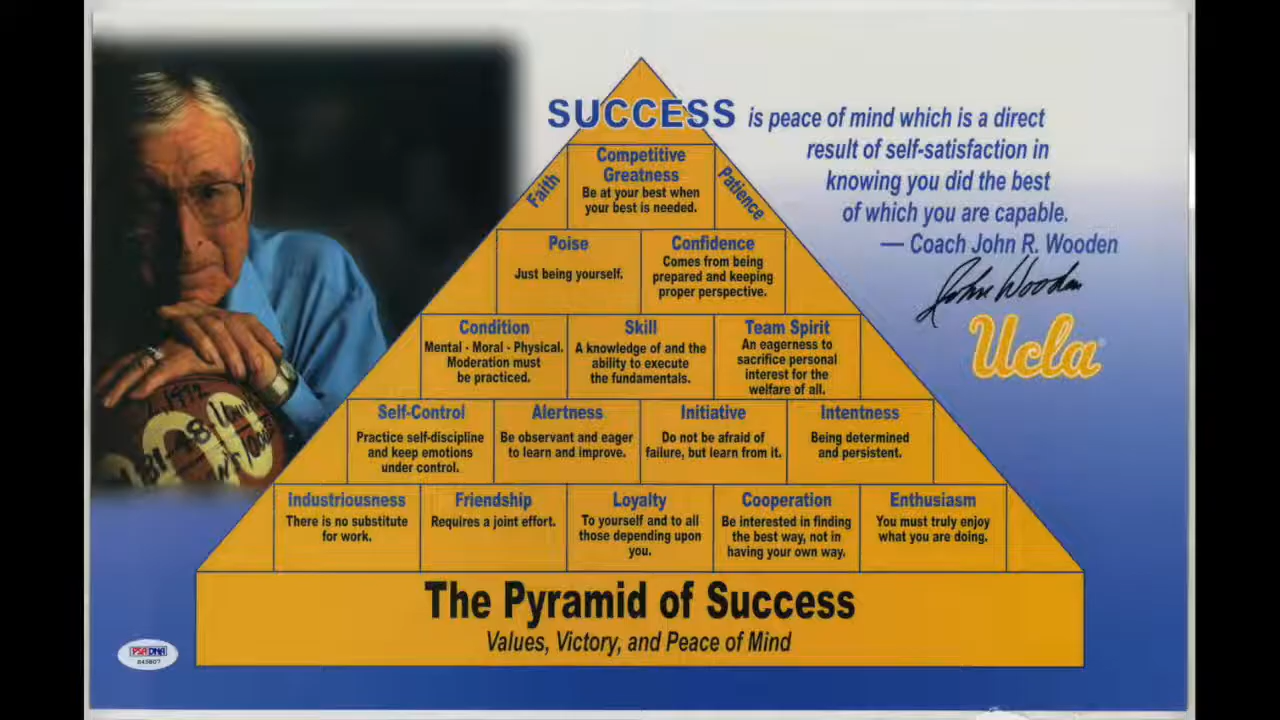 SUCCESS is peace of mind which is a direct
result of self-satisfaction in
knowing you did the best
of which you are capable.
— Coach John R. Wooden
John Wooden
Ucla
Faith
Competitive
Greatness
Be at your best when
your best is needed.
Patience
Poise
Just being yourself.
Confidence
Comes from being
prepared and keeping
proper perspective.
Condition
Mental - Moral - Physical.
Moderation must
be practiced.
Skill
A knowledge of and the
ability to execute
the fundamentals.
Team Spirit
An eagerness to
sacrifice personal
interest for the
welfare of all.
Self-Control
Practice self-discipline
and keep emotions
under control.
Alertness
Be observant and eager
to learn and improve.
Initiative
Do not be afraid of
failure, but learn from it.
Intentness
Being determined
and persistent.
Industriousness
There is no substitute
for work.
Friendship
Requires a joint effort.
Loyalty
To yourself and to all
those depending upon
you.
Cooperation
Be interested in finding
the best way, not in
having your own way.
Enthusiasm
You must truly enjoy
what you are doing.
The Pyramid of Success
Values, Victory, and Peace of Mind
PSA DNA